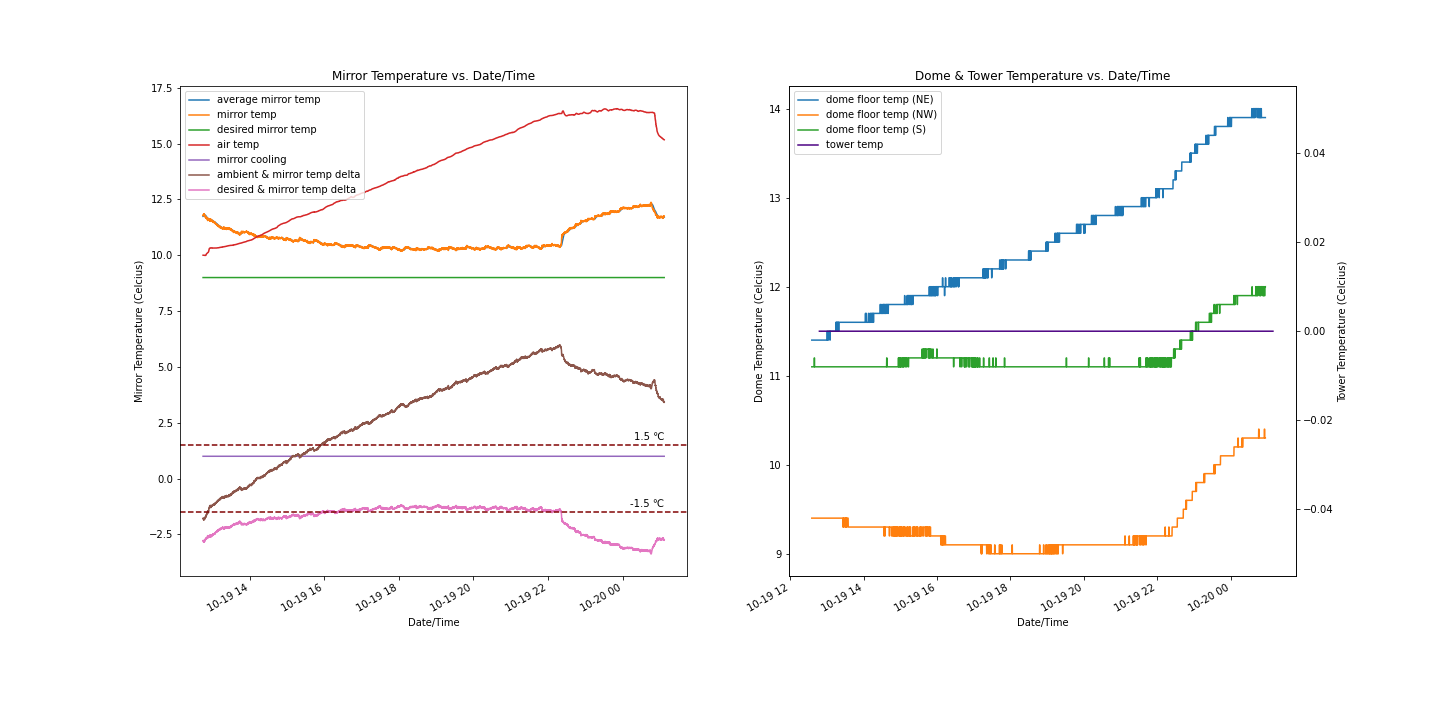 Mirror Temperature vs. Date/Time
17.5
15.0
12.5
10.0
7.5
5.0
2.5
0.0
−2.5
Mirror Temperature (Celcius)
average mirror temp
mirror temp
desired mirror temp
air temp
mirror cooling
ambient & mirror temp delta
desired & mirror temp delta
1.5 ℃
-1.5 ℃
10-19 14
10-19 16
10-19 18
10-19 20
10-19 22
10-20 00
Date/Time
Dome & Tower Temperature vs. Date/Time
14
13
12
11
10
9
Dome Temperature (Celcius)
dome floor temp (NE)
dome floor temp (NW)
dome floor temp (S)
tower temp
0.04
0.02
0.00
−0.02
−0.04
Tower Temperature (Celcius)
10-19 12
10-19 14
10-19 16
10-19 18
10-19 20
10-19 22
10-20 00
Date/Time